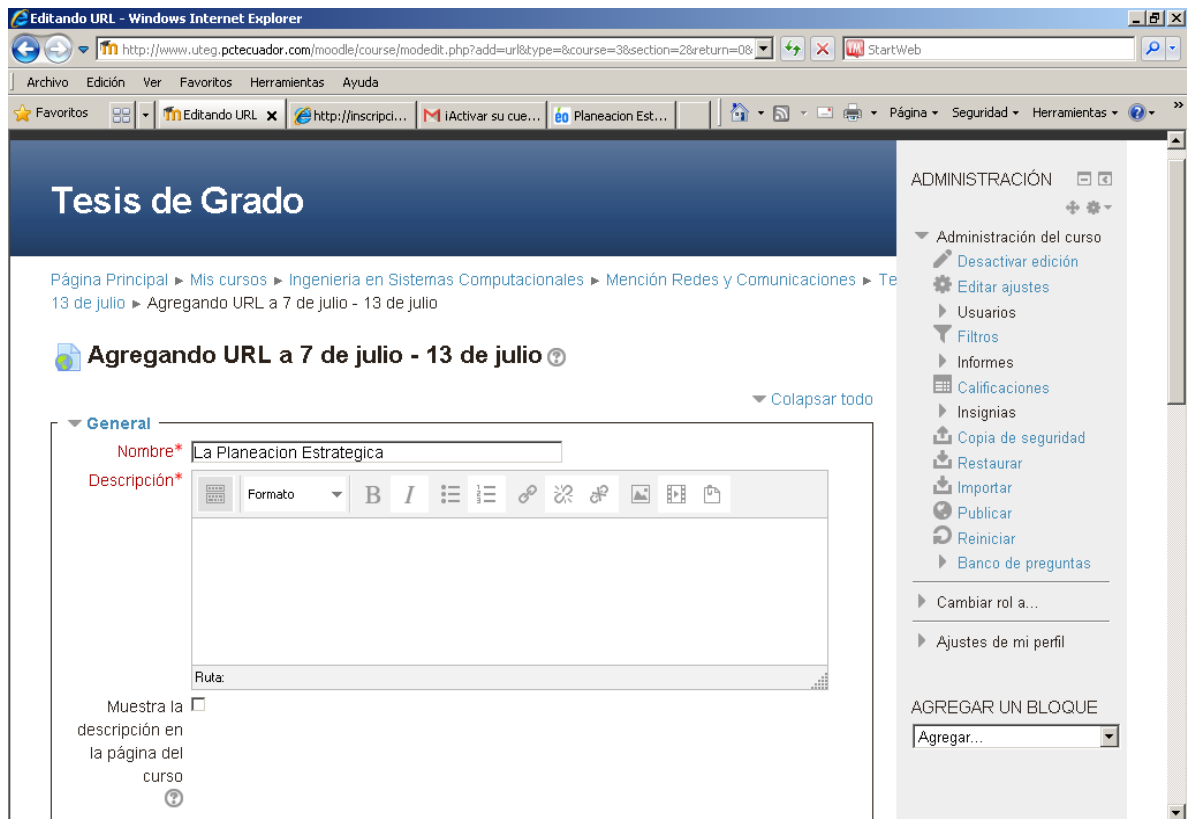 Editando URL - Windows Internet Explorer
http://www.uteg.pctecuador.com/moodle/course/modedit.php?add=url&type=&course=3&section=2&return=0&
StartWeb
Archivo Edición Ver Favoritos Herramientas Ayuda
Favoritos Editando URL http://inscripci... iActivar su cue... Planeacion Est... Página Seguridad Herramientas »
Tesis de Grado
Página Principal ► Mis cursos ► Ingenieria en Sistemas Computacionales ► Mención Redes y Comunicaciones ► Te
13 de julio ► Agregando URL a 7 de julio - 13 de julio
Agregando URL a 7 de julio - 13 de julio
Colapsar todo
General
Nombre* La Planeacion Estrategica
Descripción*
Formato B I
Ruta:
Muestra la
descripción en
la página del
curso
ADMINISTRACIÓN
Administración del curso
Desactivar edición
Editar ajustes
Usuarios
Filtros
Informes
Calificaciones
Insignias
Copia de seguridad
Restaurar
Importar
Publicar
Reiniciar
Banco de preguntas
Cambiar rol a...
Ajustes de mi perfil
AGREGAR UN BLOQUE
Agregar...